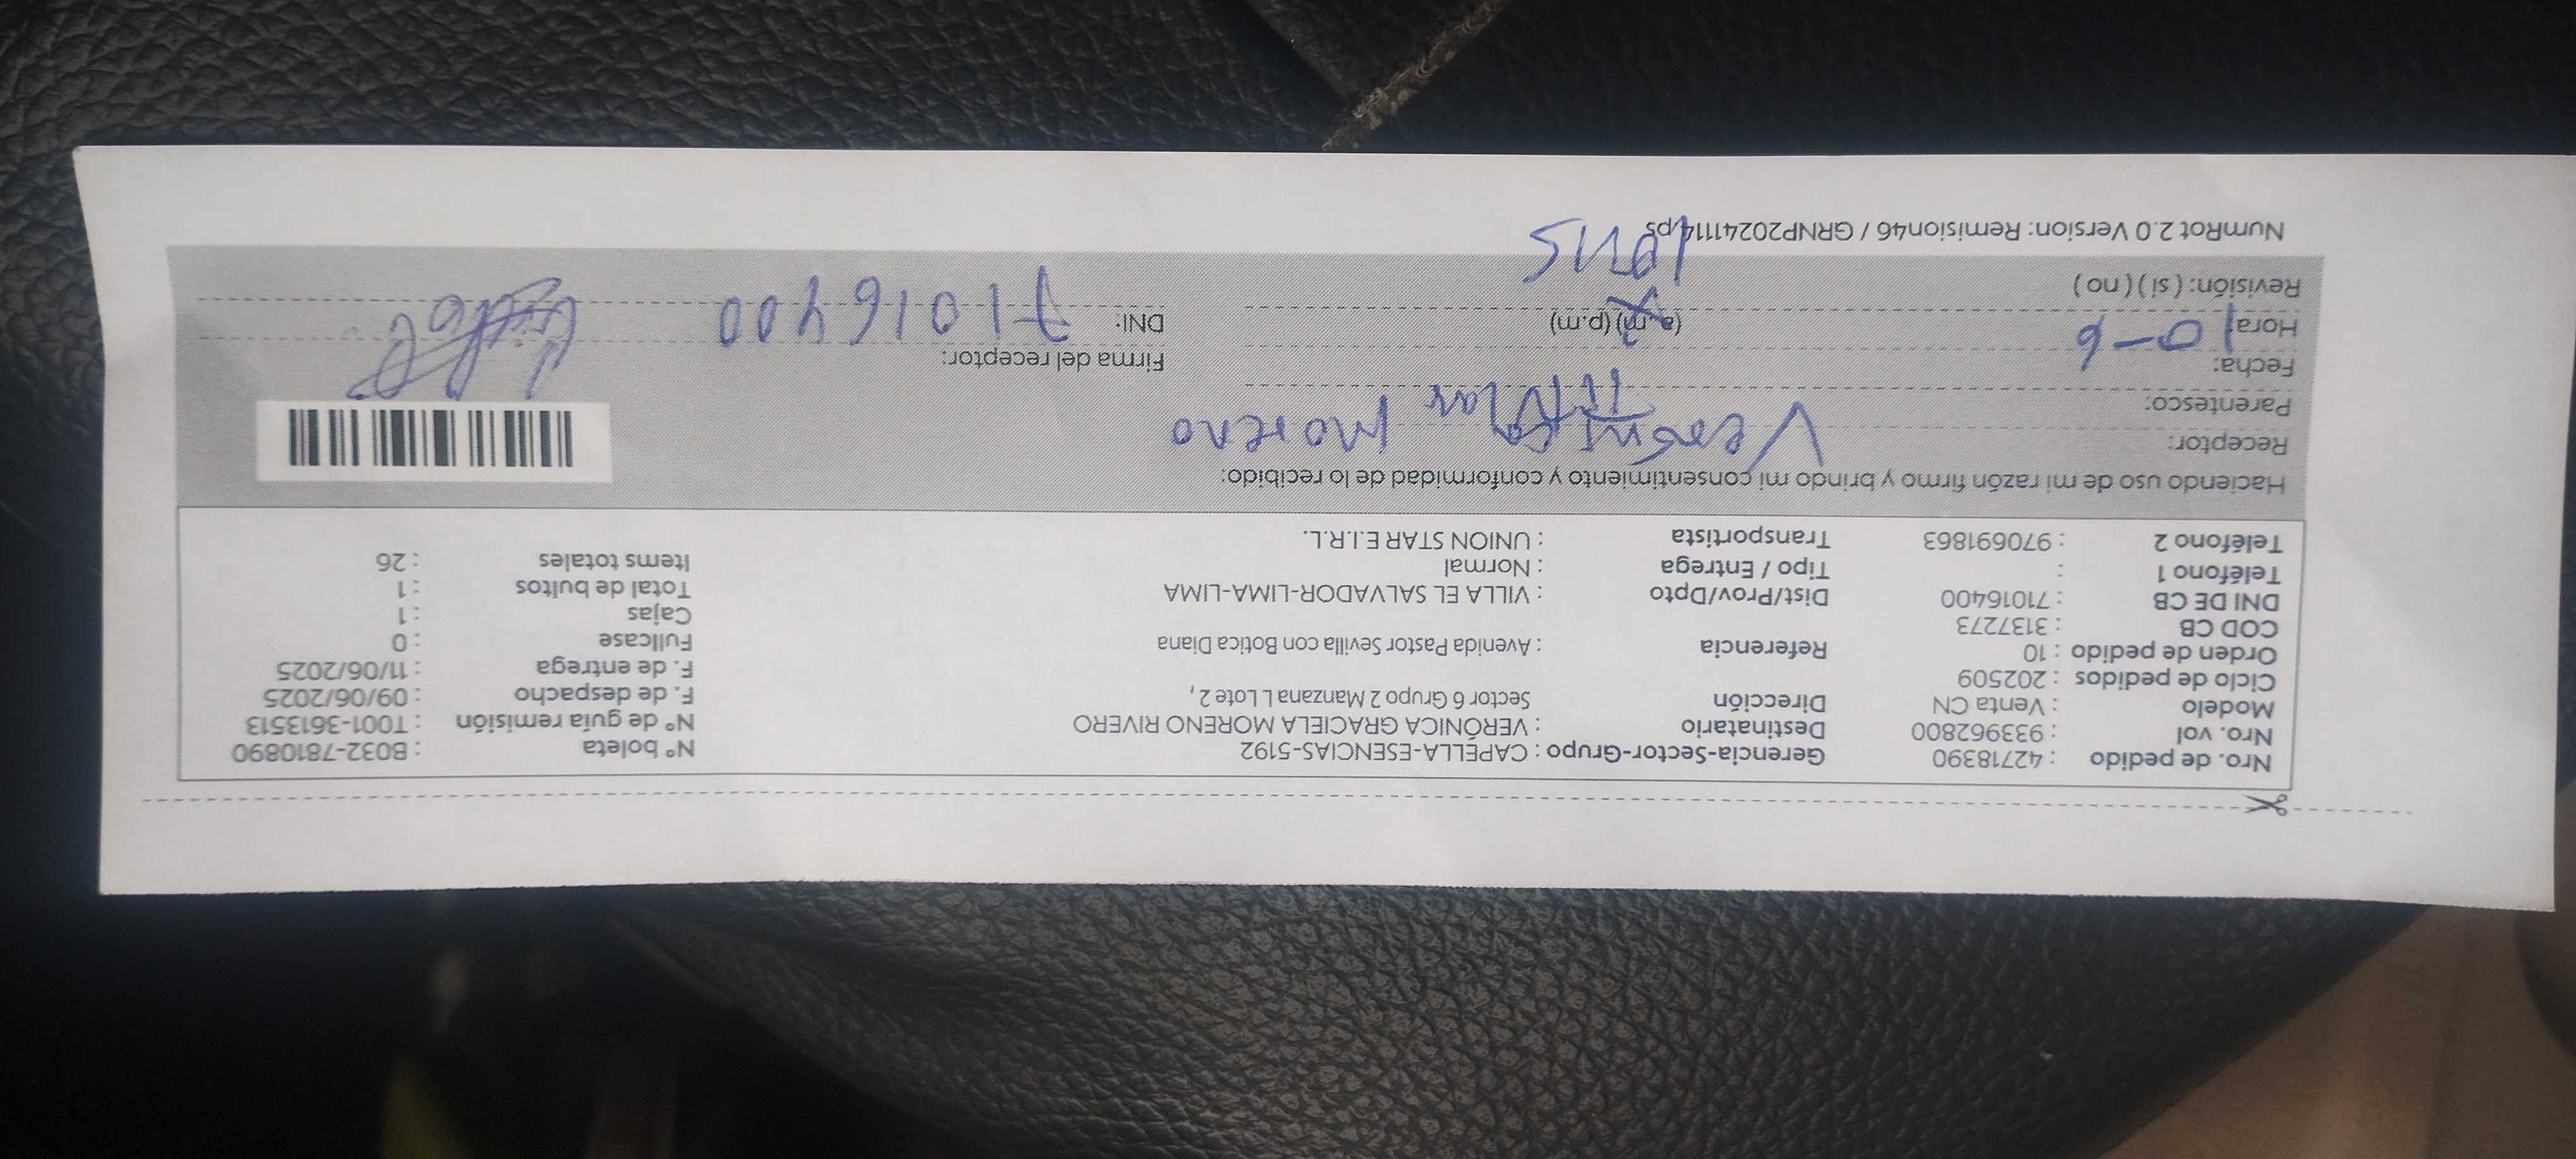 Nro. de pedido : 42718390 Gerencia-Sector-Grupo : CAPELLA-ESENCIAS-5192 N° boleta : B032-7810890
Nro. vol : 933962800 Destinatario : VERÓNICA GRACIELA MORENO RIVERO N° de guía remisión : T001-3613513
Modelo : Venta CN Dirección Sector 6 Grupo 2 Manzana L Lote 2 , F. de despacho : 09/06/2025
Ciclo de pedidos : 202509 F. de entrega : 11/06/2025
Orden de pedido : 10 Referencia : Avenida Pastor Sevilla con Botica Diana Fullcase : 0
COD CB : 3137273 Cajas : 1
DNI DE CB : 71016400 Dist/Prov/Dpto : VILLA EL SALVADOR-LIMA-LIMA Total de bultos : 1
Teléfono 1 : Tipo / Entrega : Normal Items totales : 26
Teléfono 2 : 970691863 Transportista : UNION STAR E.I.R.L.
Haciendo uso de mi razón firmo y brindo mi consentimiento y conformidad de lo recibido:
Receptor: Verónica Moreno
Parentesco: Titular
Fecha: 10-6 Firma del receptor:
Hora: (a.m) (p.m) DNI: 71016400
Revisión: ( si ) ( no )
NumRot 2.0 Version: Remision46 / GRNP20241114.ps